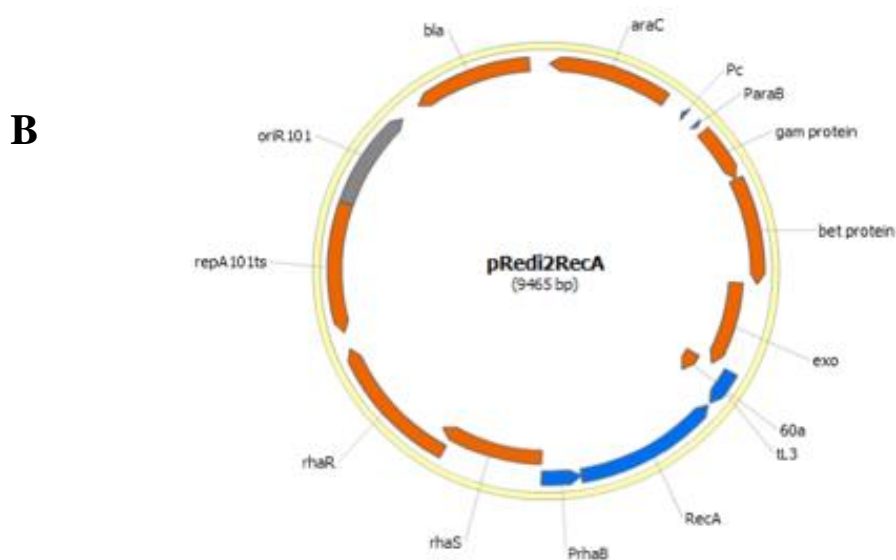 B
bla
araC
Pc
ParaB
oriR101
gam protein
bet protein
repA101ts
pRedi2RecA
(9465 bp)
exo
60a
tL3
rhaR
RecA
rhaS
PrhaB